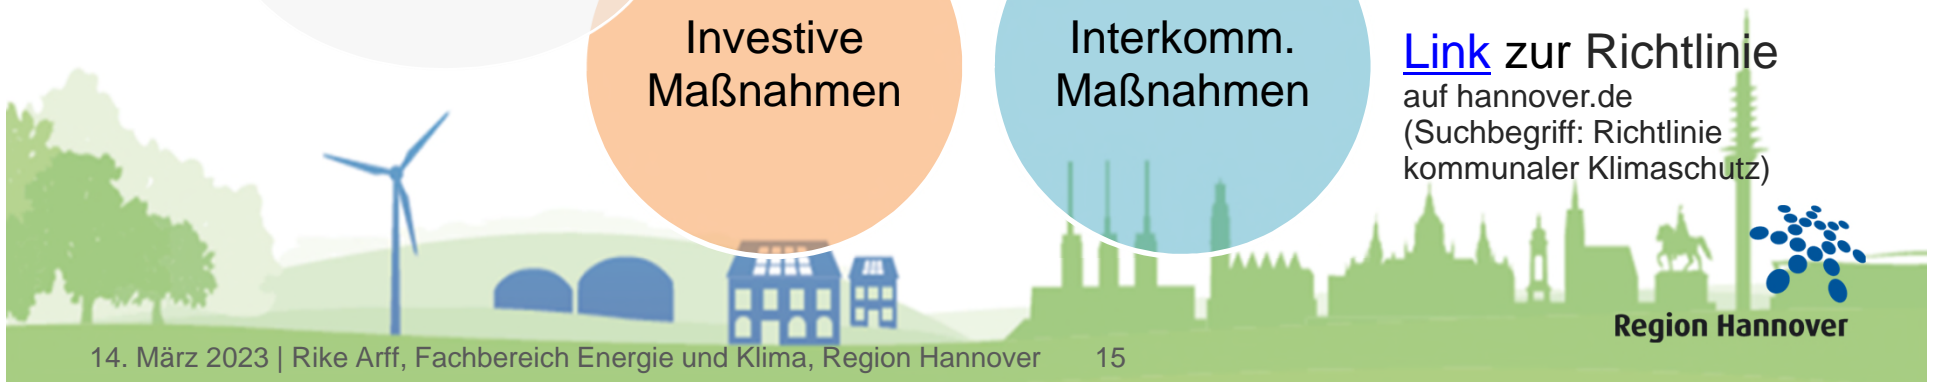 Investive
Maßnahmen
Interkomm.
Maßnahmen
Link zur Richtlinie
auf hannover.de
(Suchbegriff: Richtlinie
kommunaler Klimaschutz)
Region Hannover
14. März 2023 | Rike Arff, Fachbereich Energie und Klima, Region Hannover 15